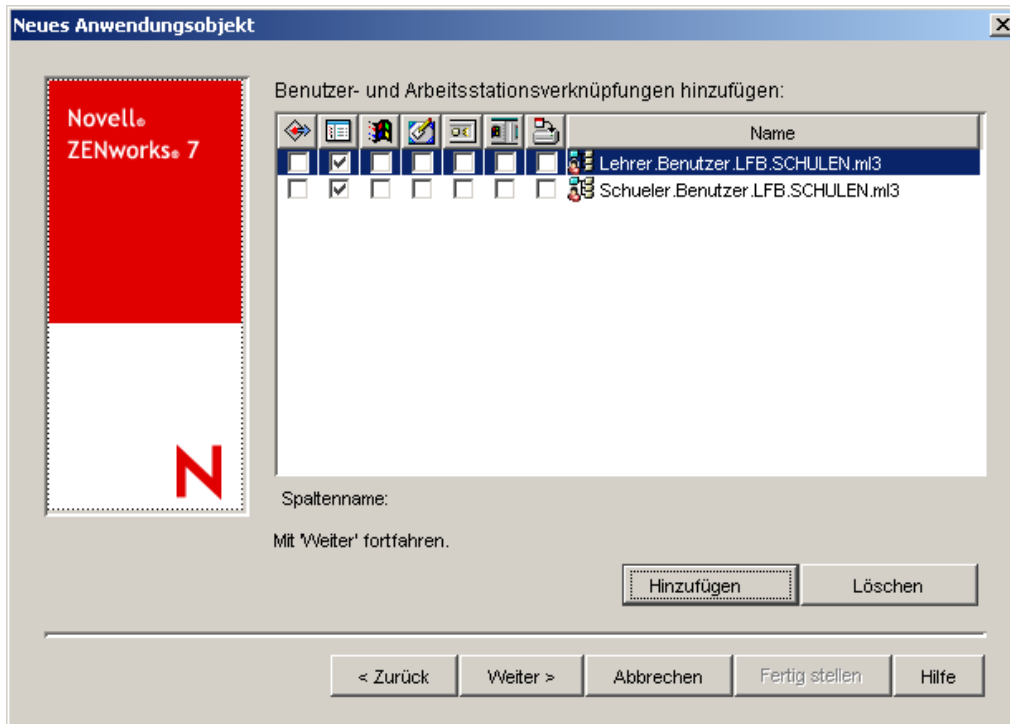 Neues Anwendungsobjekt
Novell®
ZENworks® 7
N
Benutzer- und Arbeitsstationsverknüpfungen hinzufügen:
Name
Lehrer.Benutzer.LFB.SCHULEN.ml3
Schueler.Benutzer.LFB.SCHULEN.ml3
Spaltenname:
Mit 'Weiter' fortfahren.
Hinzufügen Löschen
< Zurück Weiter > Abbrechen Fertig stellen Hilfe